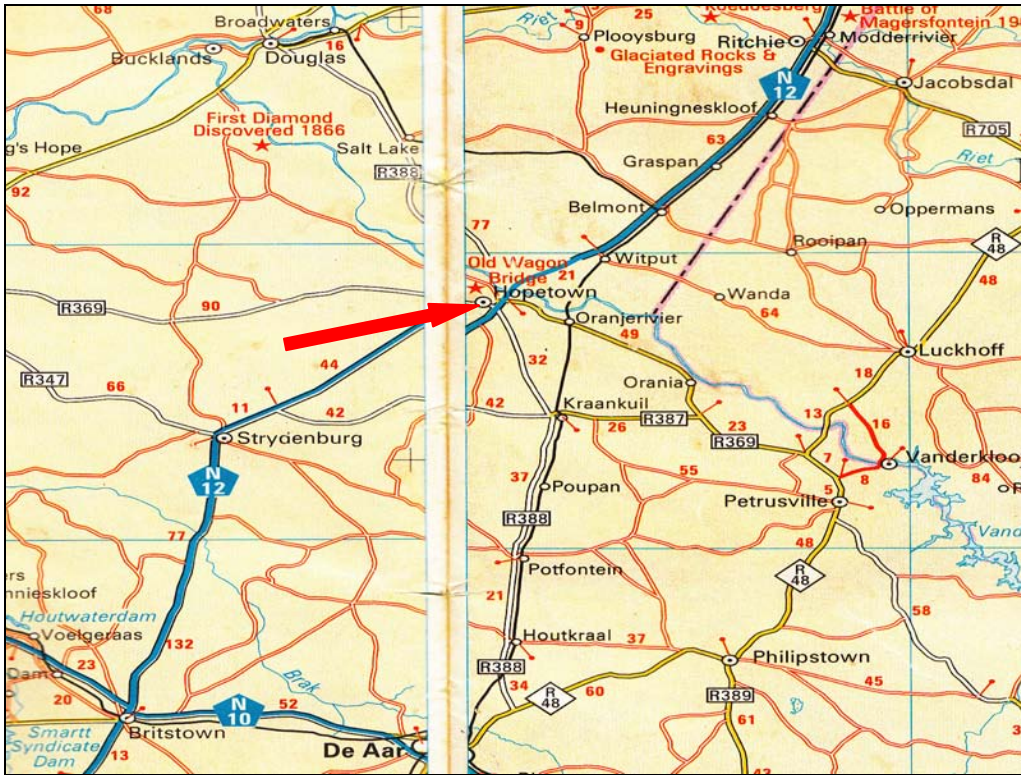 68
Broadwaters
16
Bucklands
Douglas
First Diamond
Discovered 1866
g's Hope
92
Salt Lake
R388
9
25
Riet
Plooysburg
Glaciated Rocks &
Engravings
Ritchie
Battle of
Magersfontein
Modderrivier
N
12
Jacobsdal
Heuningneskloof
R705
63
Graspan
Riet
77
Belmont
Oppermans
Rooipan
R
48
48
Old Wagon
Bridge
21
Witput
Hopetown
Wanda
64
R369
90
Oranjerivier
49
Luckhoff
44
32
18
R347
66
Orania
11
42
42
Kraankuil
R387
26
23
13
16
R369
Strydenburg
Vanderkloo
7
8
84
N
12
55
37
Poupan
5
Petrusville
R388
48
Vand
77
Potfontein
R
48
ers
nnieskloof
21
58
Houtwaterdam
Voelgeraas
132
Houtkraal
37
Philipstown
Dam
23
R388
45
34
R
48
60
R389
20
Brak
N
10
52
61
Britstown
Smartt
Syndicate
Dam
13
De Aar
3